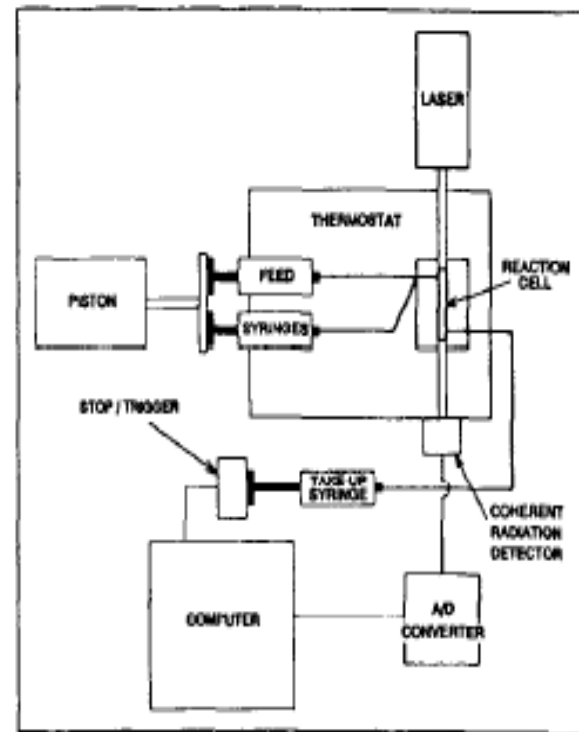 LASER
THERMOSTAT
FEED
REACTION
CELL
PISTON
SYRINGES
STOP / TRIGGER
TAKE-UP
SYRINGE
COHERENT
RADIATION
DETECTOR
COMPUTER
A/D
CONVERTER